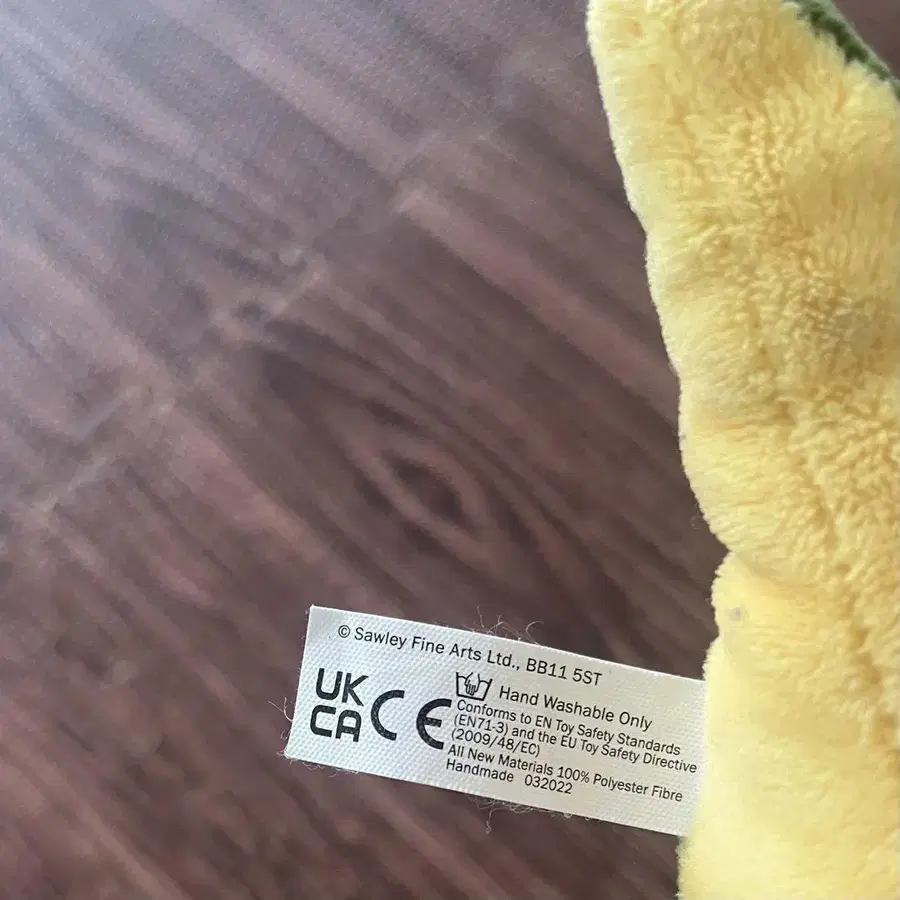 © Sawley Fine Arts Ltd., BB11 5ST
UK
CA
CE
Hand Washable Only
Conforms to EN Toy Safety Standards
(EN71-3) and the EU Toy Safety Directive
(2009/48/EC)
All New Materials 100% Polyester Fibre
Handmade 032022